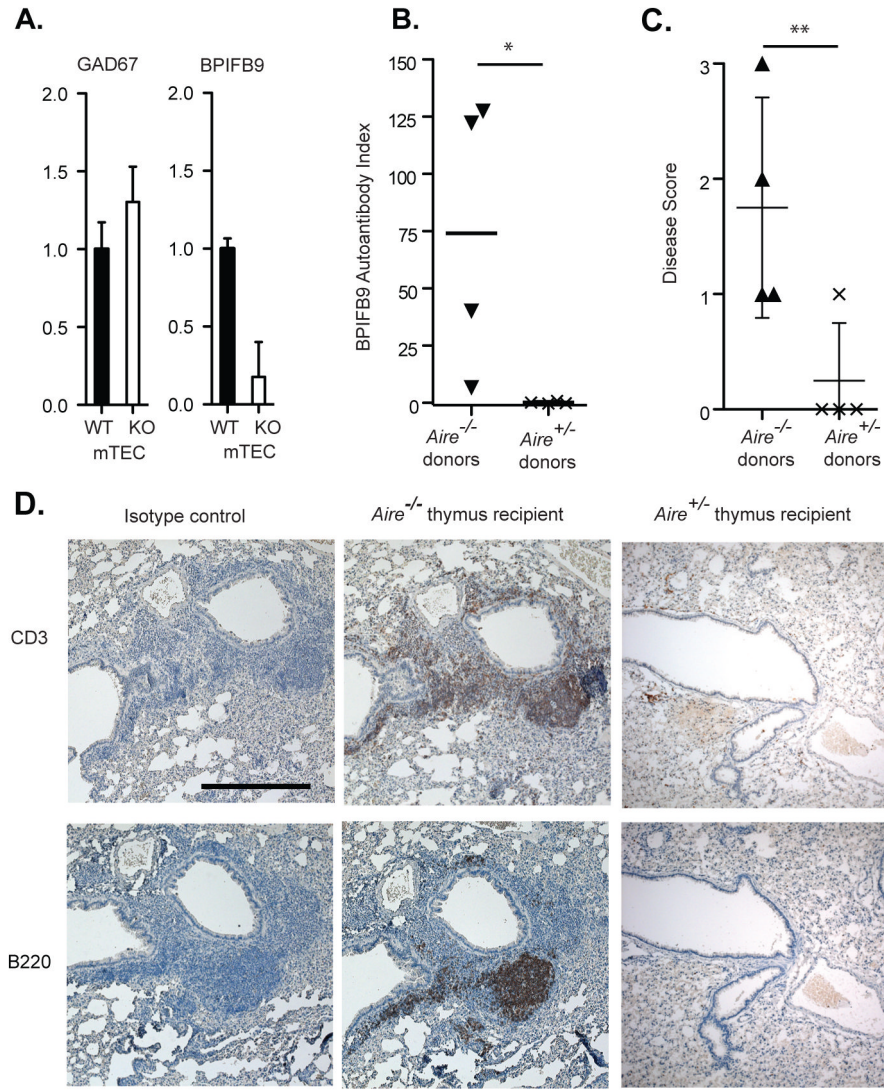 A.
GAD67
2.0
1.5
1.0
0.5
0.0
WT KO
mTEC
BPIFB9
2.0
1.5
1.0
0.5
0.0
WT KO
mTEC
B.
*
BPIFB9 Autoantibody Index
150
125
100
75
50
25
0
Aire-/- donors
Aire+/- donors
C.
**
Disease Score
3
2
1
0
Aire-/- donors
Aire+/- donors
D.
Isotype control
Aire-/- thymus recipient
Aire+/- thymus recipient
CD3
B220